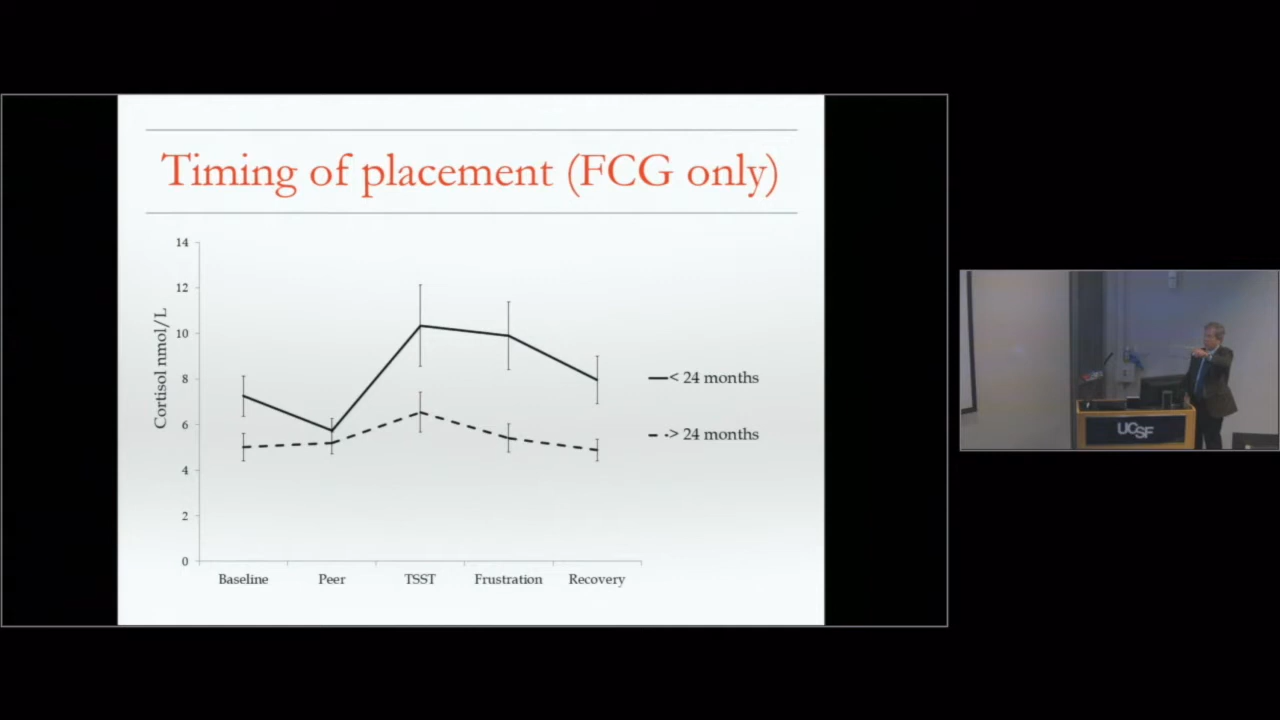 Timing of placement (FCG only)
14
12
10
8
6
4
2
0
Cortisol nmol/L
Baseline
Peer
TSST
Frustration
Recovery
< 24 months
> 24 months
UCSF